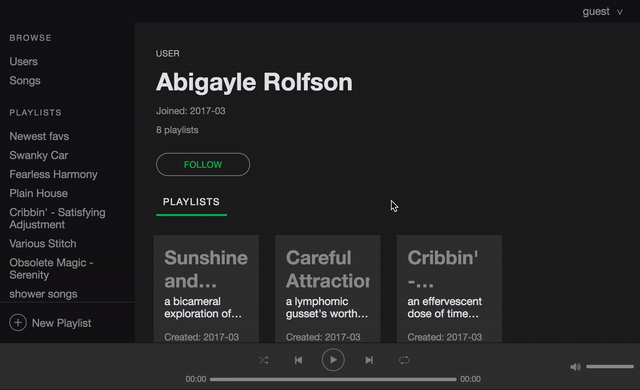 guest v
BROWSE
Users
Songs
PLAYLISTS
Newest favs
Swanky Car
Fearless Harmony
Plain House
Cribbin' - Satisfying
Adjustment
Various Stitch
Obsolete Magic -
Serenity
shower songs
New Playlist
USER
Abigayle Rolfson
Joined: 2017-03
8 playlists
FOLLOW
PLAYLISTS
Sunshine
and...
a bicameral
exploration of...
Created: 2017-03
Careful
Attraction
a lymphomic
gusset's worth...
Created: 2017-03
Cribbin'
-...
an effervescent
dose of time...
Created: 2017-03
00:00
00:00